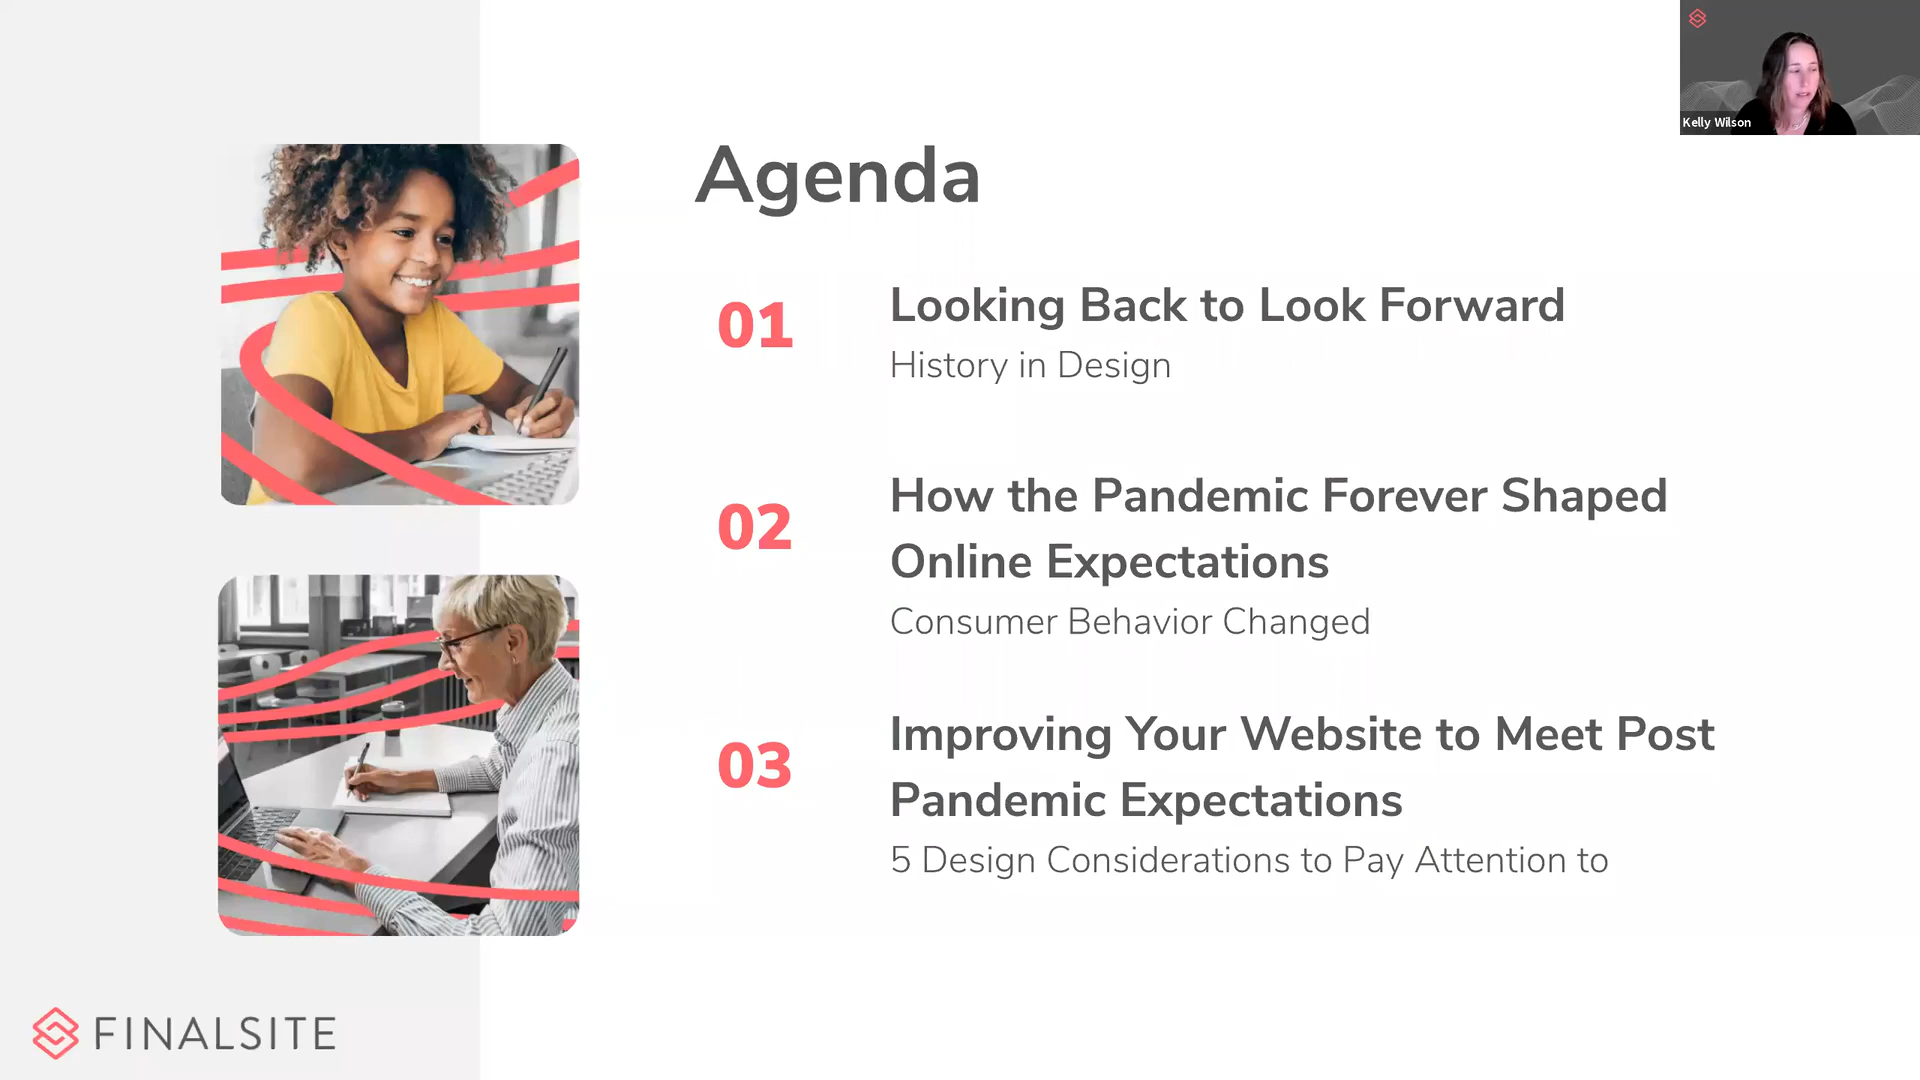 Kelly Wilson
Agenda
01
Looking Back to Look Forward
History in Design
02
How the Pandemic Forever Shaped
Online Expectations
Consumer Behavior Changed
03
Improving Your Website to Meet Post
Pandemic Expectations
5 Design Considerations to Pay Attention to
FINALSITE